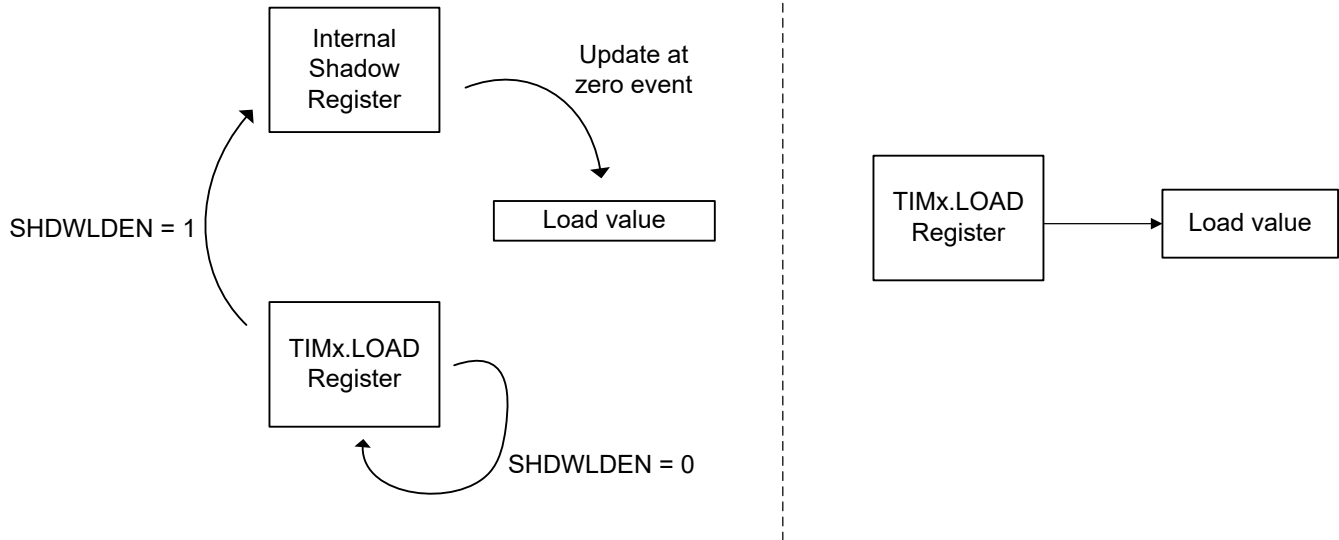 Internal
Shadow
Register
Update at
zero event
SHDWLDEN = 1
Load value
TIMx.LOAD
Register
SHDWLDEN = 0
TIMx.LOAD
Register
Load value